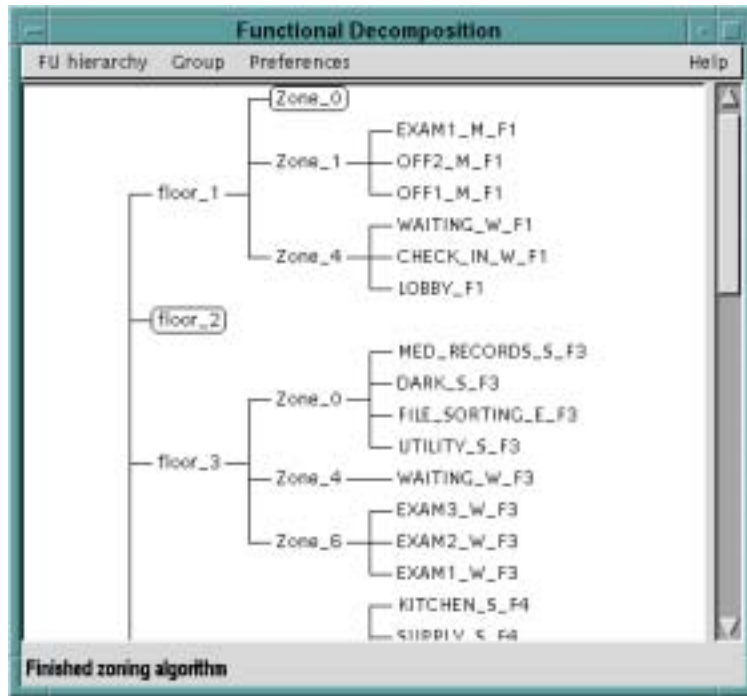 Functional Decomposition
FU hierarchy Group Preferences Help
Zone_0
EXAM1_M_F1
Zone_1 OFF2_M_F1
floor_1 OFF1_M_F1
WAITING_W_F1
Zone_4 CHECK_IN_W_F1
LOBBY_F1
floor_2
MED_RECORDS_S_F3
DARK_S_F3
Zone_0
FILE_SORTING_E_F3
UTILITY_S_F3
floor_3
Zone_4 WAITING_W_F3
EXAM3_W_F3
Zone_6 EXAM2_W_F3
EXAM1_W_F3
KITCHEN_S_F4
SUPPLY_S_F4
Finished zoning algorithm